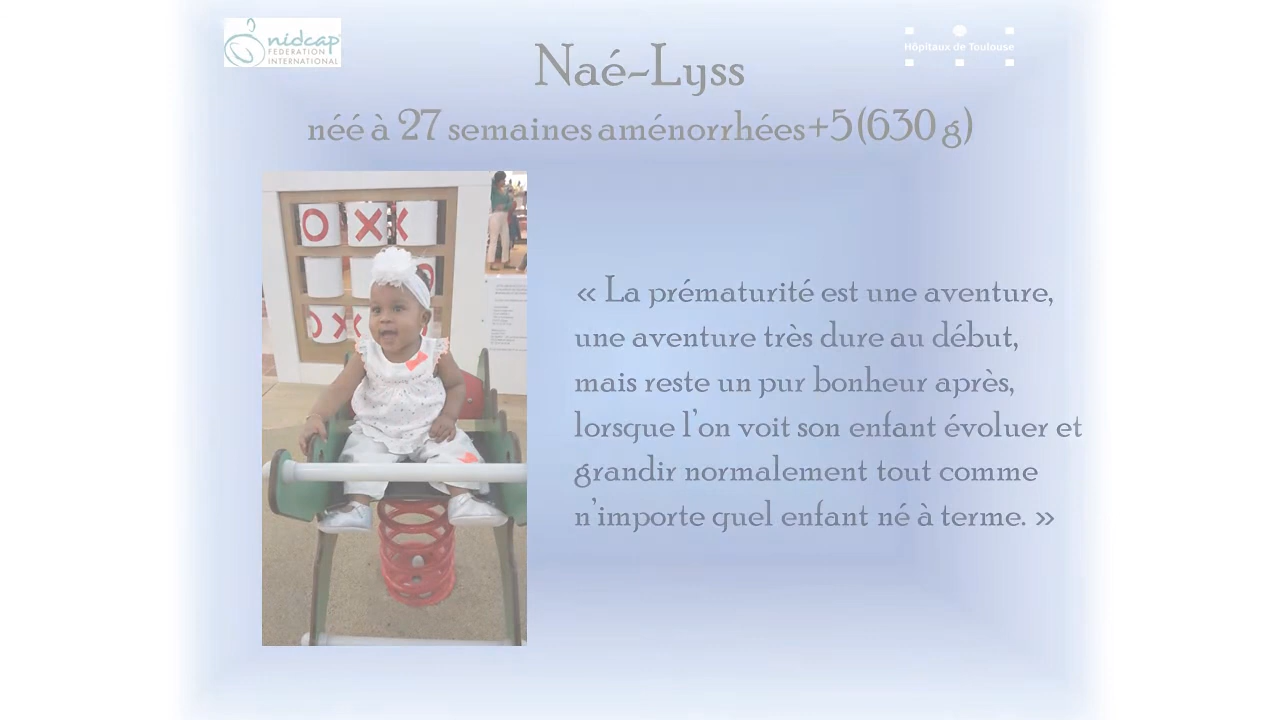 nidcap
FEDERATION
INTERNATIONAL
Hôpitaux de Toulouse
Naé-Lyss
néé à 27 semaines aménorrhées+5 (630 g)
O X X
« La prématurité est une aventure,
une aventure très dure au début,
mais reste un pur bonheur après,
lorsque l'on voit son enfant évoluer et
grandir normalement tout comme
n'importe quel enfant né à terme. »